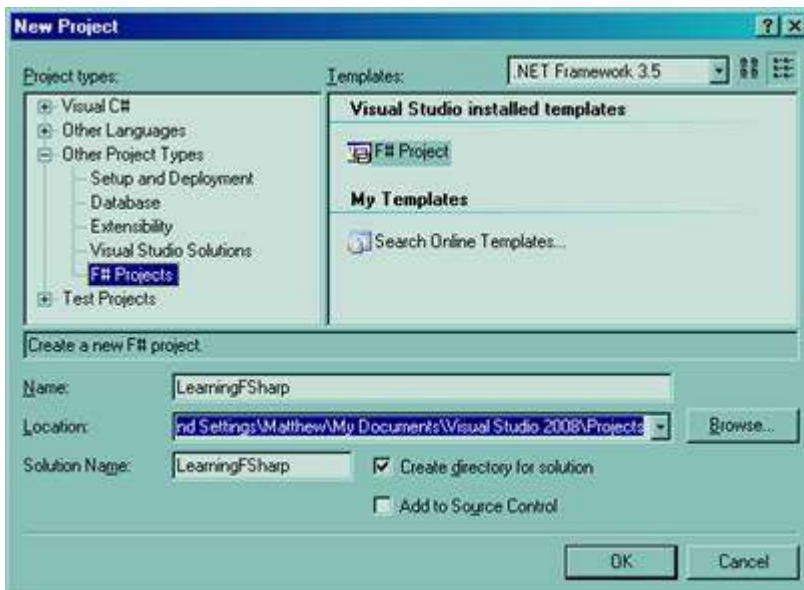 New Project
Project types:
Templates:
.NET Framework 3.5
Visual C#
Other Languages
Other Project Types
Setup and Deployment
Database
Extensibility
Visual Studio Solutions
F# Projects
Test Projects
Visual Studio installed templates
F# Project
My Templates
Search Online Templates...
Create a new F# project.
Name:
LearningFSharp
Location:
nd Settings\Matthew\My Documents\Visual Studio 2008\Projects
Browse...
Solution Name:
LearningFSharp
Create directory for solution
Add to Source Control
OK
Cancel